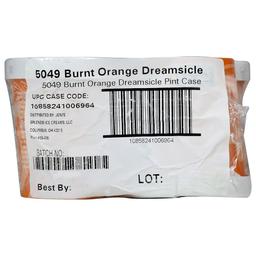 5049 Burnt Orange Dreamsicle
5049 Burnt Orange Dreamsicle Pint Case
UPC CASE CODE:
10858241006964
DISTRIBUTED BY JENIS
SPLENDID ICE CREAMS, LLC
COLUMBUS, OH 43215
10858241006964
BATCH NO:
LOT:
Best By: